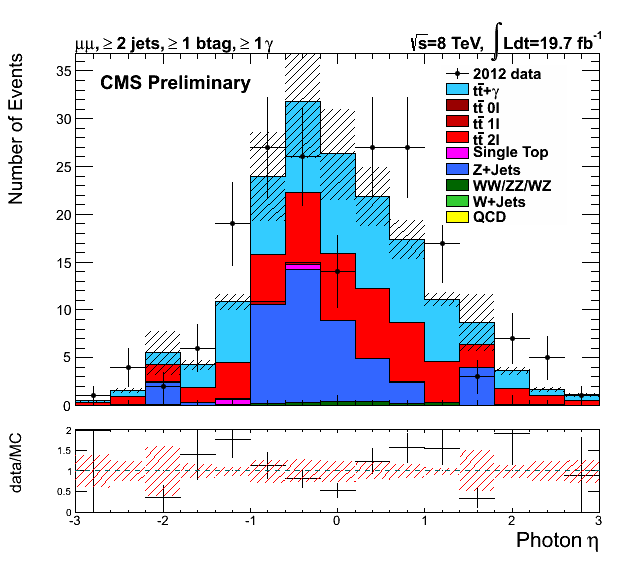 μμ, ≥ 2 jets, ≥ 1 btag, ≥ 1 γ
√s=8 TeV, ∫ Ldt=19.7 fb⁻¹
CMS Preliminary
2012 data
tt̄+γ
tt̄ 0l
tt̄ 1l
tt̄ 2l
Single Top
Z+Jets
WW/ZZ/WZ
W+Jets
QCD
Number of Events
35
30
25
20
15
10
5
0
data/MC
2
1.5
1
0.5
0
-3 -2 -1 0 1 2 3
Photon η